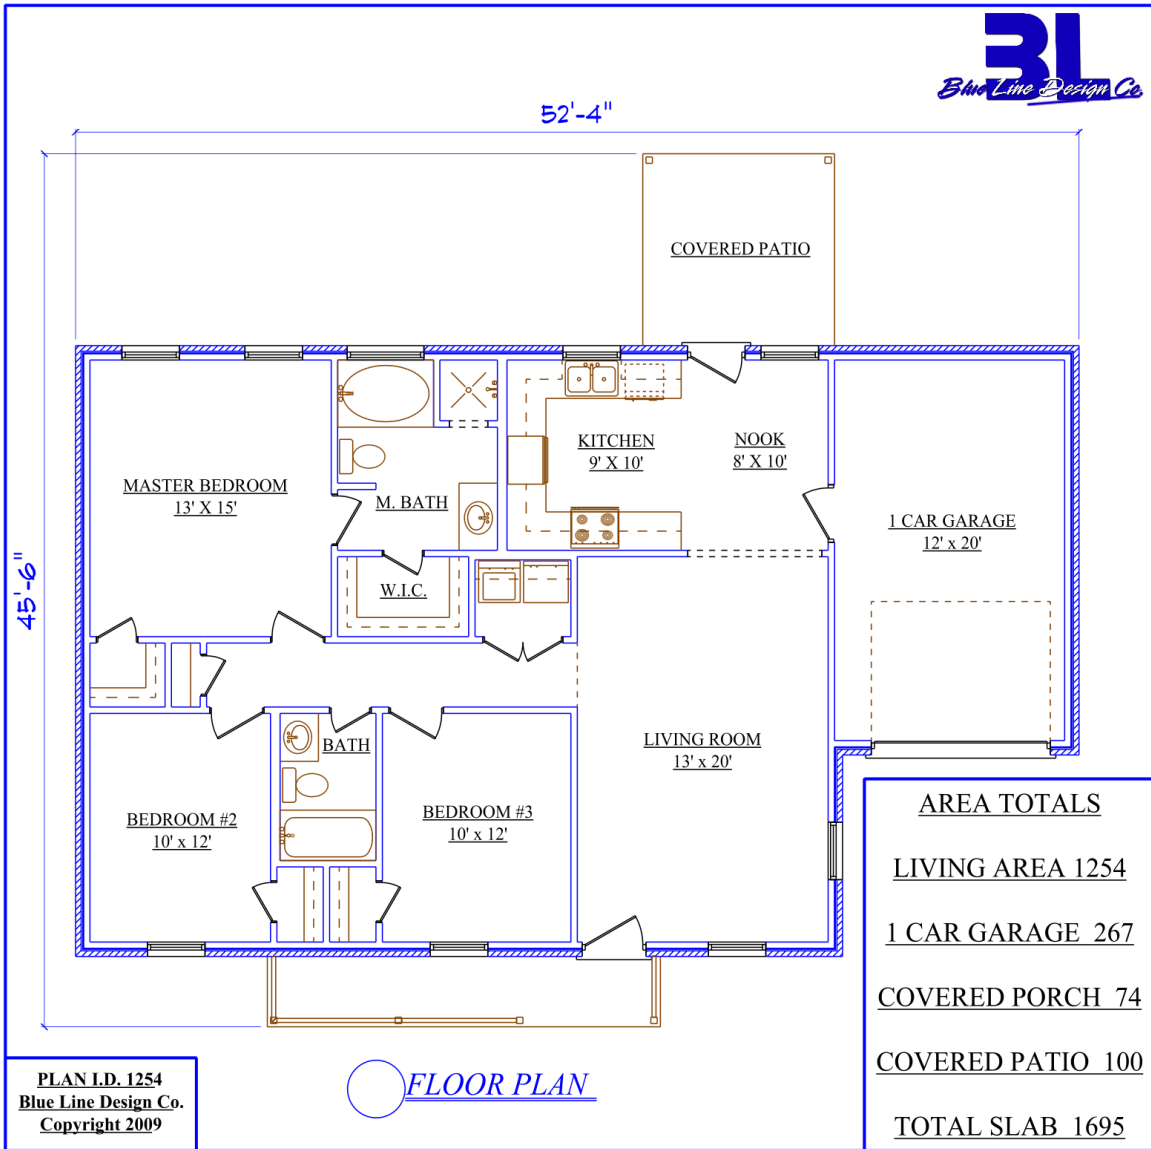 BL
Blue Line Design Co.
52'-4"
COVERED PATIO
MASTER BEDROOM
13' X 15'
M. BATH
KITCHEN
9' X 10'
NOOK
8' X 10'
1 CAR GARAGE
12' x 20'
45'-6"
W.I.C.
BATH
LIVING ROOM
13' x 20'
BEDROOM #2
10' x 12'
BEDROOM #3
10' x 12'
AREA TOTALS
LIVING AREA 1254
1 CAR GARAGE 267
COVERED PORCH 74
COVERED PATIO 100
TOTAL SLAB 1695
PLAN I.D. 1254
Blue Line Design Co.
Copyright 2009
FLOOR PLAN